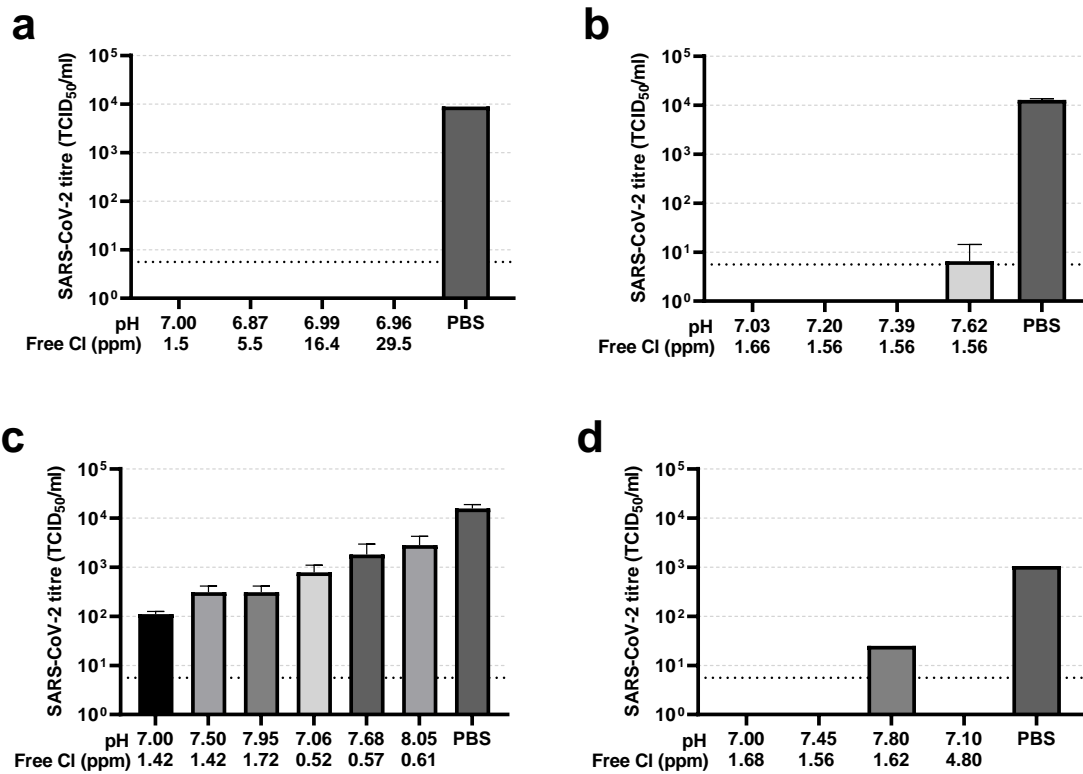 a
SARS-CoV-2 titre (TCID₅₀/ml)
10⁵
10⁴
10³
10²
10¹
10⁰
pH 7.00 6.87 6.99 6.96 PBS
Free Cl (ppm) 1.5 5.5 16.4 29.5
b
SARS-CoV-2 titre (TCID₅₀/ml)
10⁵
10⁴
10³
10²
10¹
10⁰
pH 7.03 7.20 7.39 7.62 PBS
Free Cl (ppm) 1.66 1.56 1.56 1.56
c
SARS-CoV-2 titre (TCID₅₀/ml)
10⁵
10⁴
10³
10²
10¹
10⁰
pH 7.00 7.50 7.95 7.06 7.68 8.05 PBS
Free Cl (ppm) 1.42 1.42 1.72 0.52 0.57 0.61
d
SARS-CoV-2 titre (TCID₅₀/ml)
10⁵
10⁴
10³
10²
10¹
10⁰
pH 7.00 7.45 7.80 7.10 PBS
Free Cl (ppm) 1.68 1.56 1.62 4.80